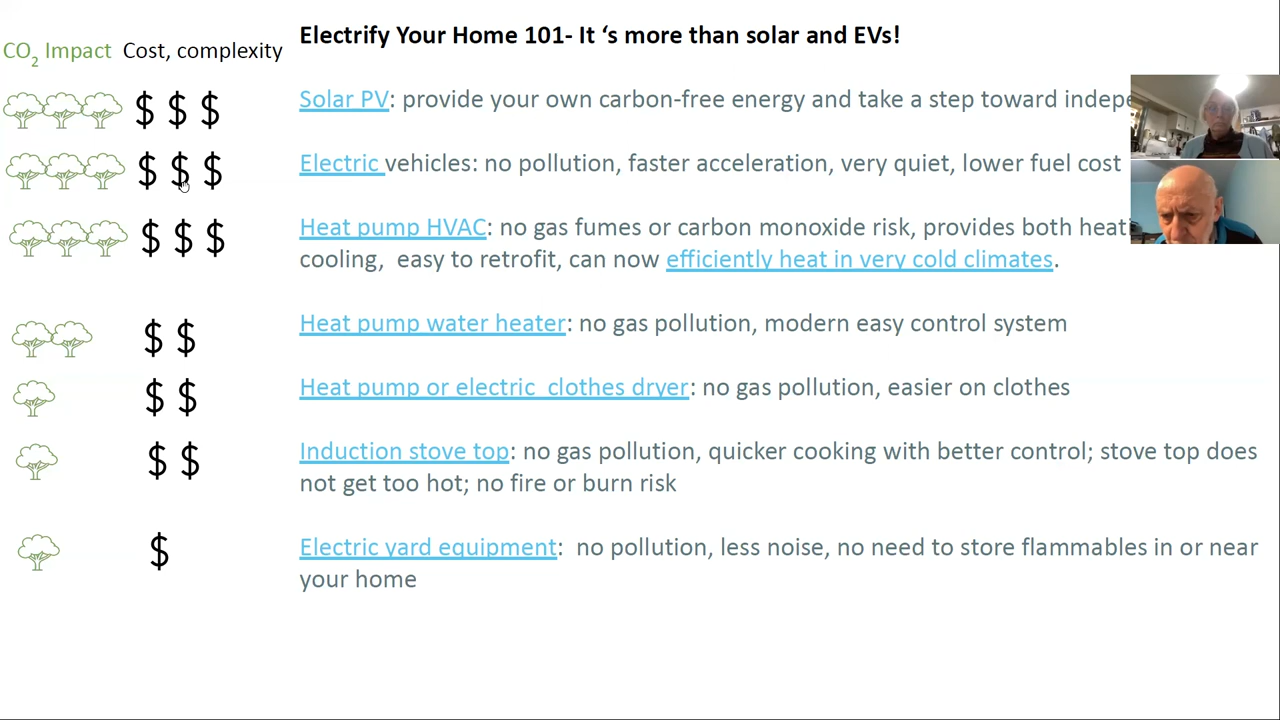 Electrify Your Home 101- It ‘s more than solar and EVs!
CO2 Impact Cost, complexity
$ $ $ Solar PV: provide your own carbon-free energy and take a step toward
$ $ $ Electric vehicles: no pollution, faster acceleration, very quiet, lower fuel cost
$ $ $ Heat pump HVAC: no gas fumes or carbon monoxide risk, provides both
cooling, easy to retrofit, can now efficiently heat in very cold climates.
$ $ Heat pump water heater: no gas pollution, modern easy control system
$ $ Heat pump or electric clothes dryer: no gas pollution, easier on clothes
$ $ Induction stove top: no gas pollution, quicker cooking with better control; stove top does
not get too hot; no fire or burn risk
$ Electric yard equipment: no pollution, less noise, no need to store flammables in or near
your home